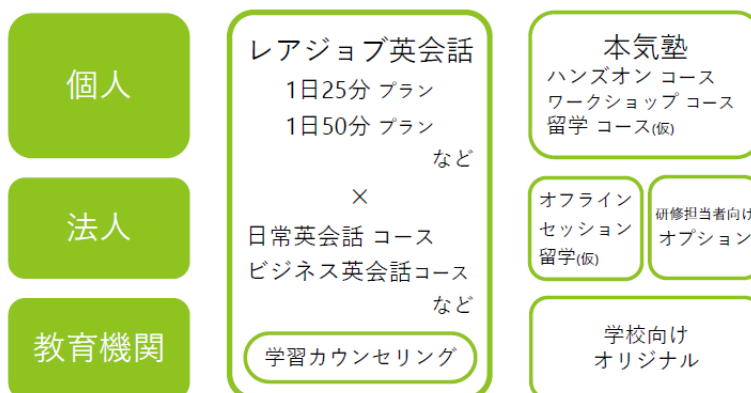 個人
法人
教育機関
レアジョブ英会話
1日25分 プラン
1日50分 プラン
など
×
日常英会話 コース
ビジネス英会話コース
など
学習カウンセリング
本気塾
ハンズオン コース
ワークショップ コース
留学 コース(仮)
オフライン
セッション
留学(仮)
研修担当者向け
オプション
学校向け
オリジナル